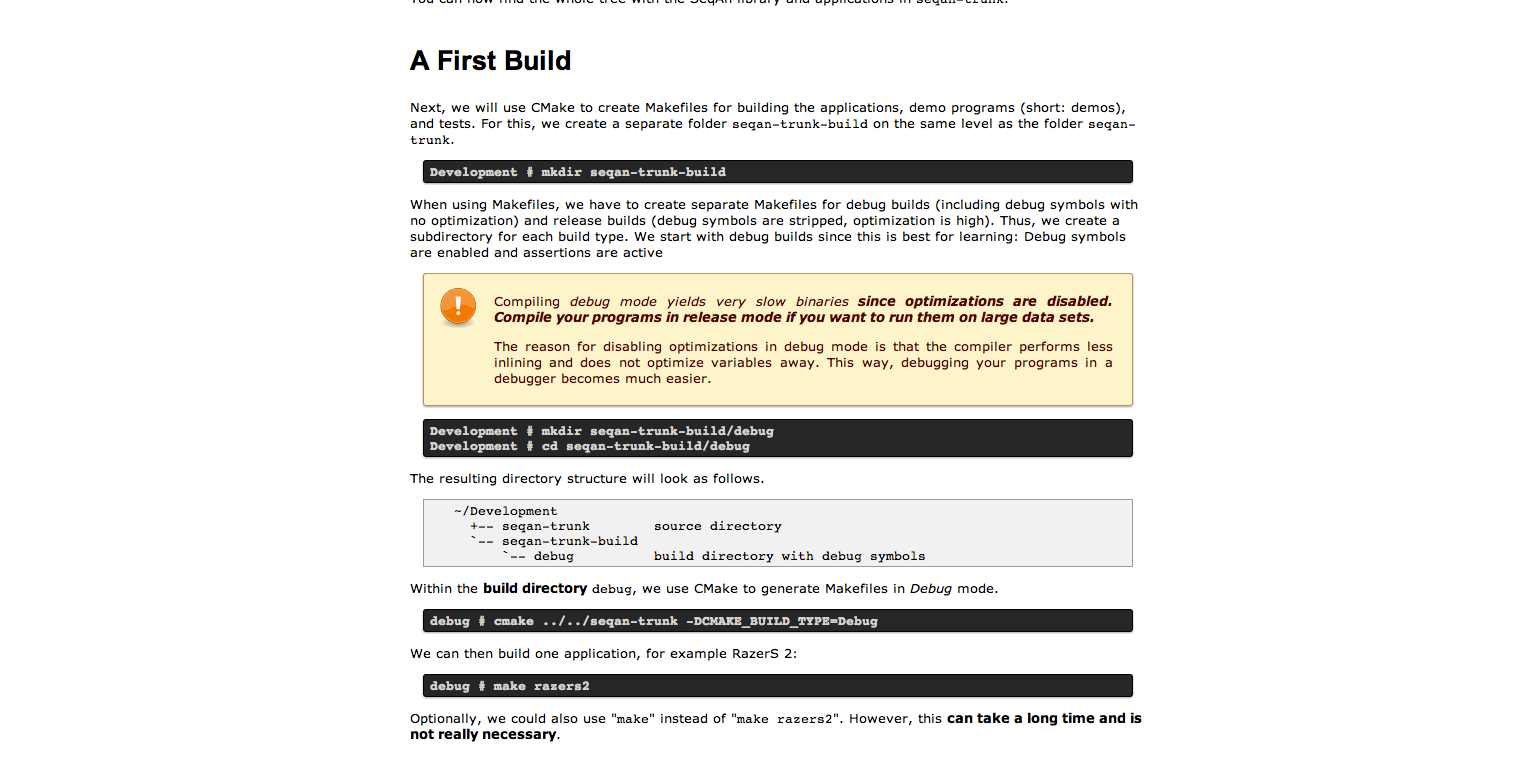 You can now find the whole tree with the SeqAn library and applications in seqan-trunk.
A First Build
Next, we will use CMake to create Makefiles for building the applications, demo programs (short: demos),
and tests. For this, we create a separate folder seqan-trunk-build on the same level as the folder seqan-
trunk.
Development # mkdir seqan-trunk-build
When using Makefiles, we have to create separate Makefiles for debug builds (including debug symbols with
no optimization) and release builds (debug symbols are stripped, optimization is high). Thus, we create a
subdirectory for each build type. We start with debug builds since this is best for learning: Debug symbols
are enabled and assertions are active
Compiling debug mode yields very slow binaries since optimizations are disabled.
Compile your programs in release mode if you want to run them on large data sets.
The reason for disabling optimizations in debug mode is that the compiler performs less
inlining and does not optimize variables away. This way, debugging your programs in a
debugger becomes much easier.
Development # mkdir seqan-trunk-build/debug
Development # cd seqan-trunk-build/debug
The resulting directory structure will look as follows.
~/Development
+-- seqan-trunk        source directory
`-- seqan-trunk-build
`-- debug          build directory with debug symbols
Within the build directory debug, we use CMake to generate Makefiles in Debug mode.
debug # cmake ../../seqan-trunk -DCMAKE_BUILD_TYPE=Debug
We can then build one application, for example RazerS 2:
debug # make razers2
Optionally, we could also use "make" instead of "make razers2". However, this can take a long time and is
not really necessary.